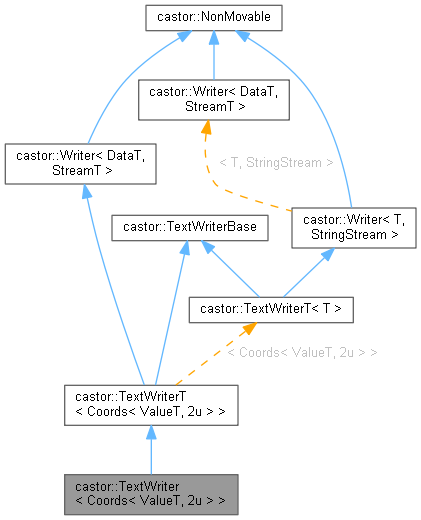 castor::NonMovable
castor::Writer< DataT,
StreamT >
castor::Writer< DataT,
StreamT >
< T, StringStream >
castor::Writer< T,
StringStream >
castor::TextWriterBase
castor::TextWriterT< T >
< Coords< ValueT, 2u > >
castor::TextWriterT
< Coords< ValueT, 2u > >
castor::TextWriter
< Coords< ValueT, 2u > >